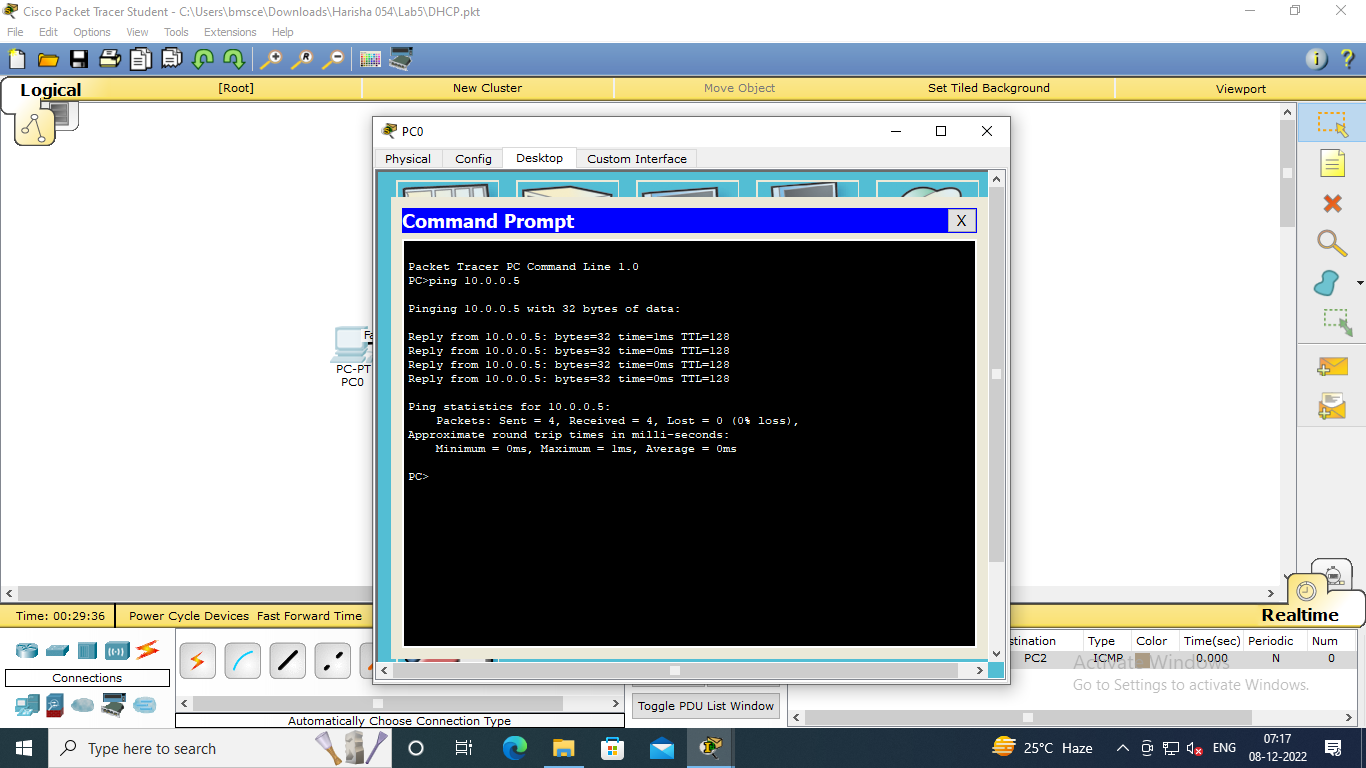 Cisco Packet Tracer Student - C:\Users\bmsce\Downloads\Harisha 054\Lab5\DHCP.pkt
File Edit Options View Tools Extensions Help
Logical [Root] New Cluster Move Object Set Tiled Background Viewport
PC0
Physical Config Desktop Custom Interface
Command Prompt X
Packet Tracer PC Command Line 1.0
PC>ping 10.0.0.5
Pinging 10.0.0.5 with 32 bytes of data:
Reply from 10.0.0.5: bytes=32 time=1ms TTL=128
Reply from 10.0.0.5: bytes=32 time=0ms TTL=128
Reply from 10.0.0.5: bytes=32 time=0ms TTL=128
Reply from 10.0.0.5: bytes=32 time=0ms TTL=128
Ping statistics for 10.0.0.5:
Packets: Sent = 4, Received = 4, Lost = 0 (0% loss),
Approximate round trip times in milli-seconds:
Minimum = 0ms, Maximum = 1ms, Average = 0ms
PC>
Fa
PC-PT
PC0
Time: 00:29:36 Power Cycle Devices Fast Forward Time Realtime
Connections
Automatically Choose Connection Type
Toggle PDU List Window
stination Type Color Time(sec) Periodic Num
PC2 ICMP 0.000 N 0
Activate Windows
Go to Settings to activate Windows.
Type here to search
25°C Haze ENG 07:17
08-12-2022